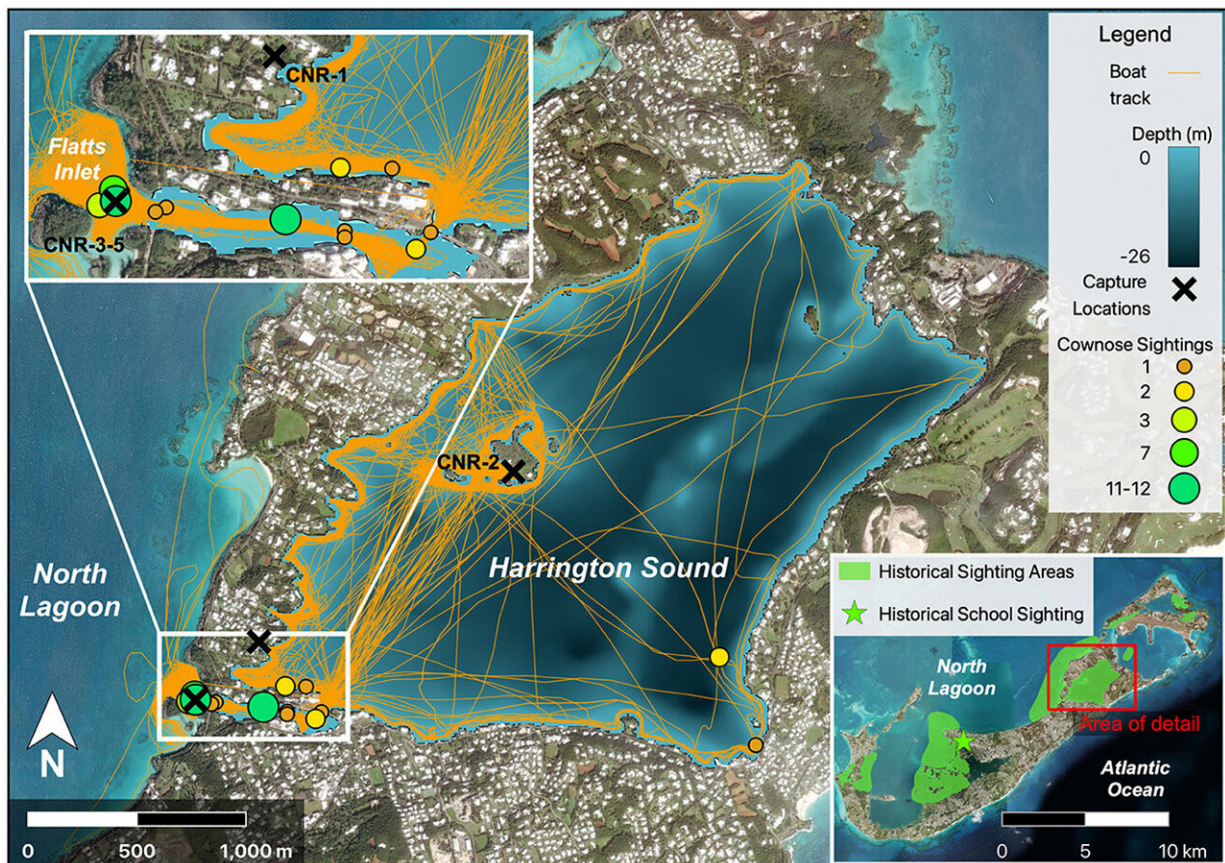 CNR-1
Flatts
Inlet
CNR-3-5
CNR-2
Harrington Sound
North
Lagoon
N
0 500 1,000 m
Legend
Boat
track
Depth (m)
0
-26
Capture
Locations
Cownose Sightings
1
2
3
7
11-12
Historical Sighting Areas
Historical School Sighting
North
Lagoon
Area of detail
Atlantic
Ocean
0 5 10 km